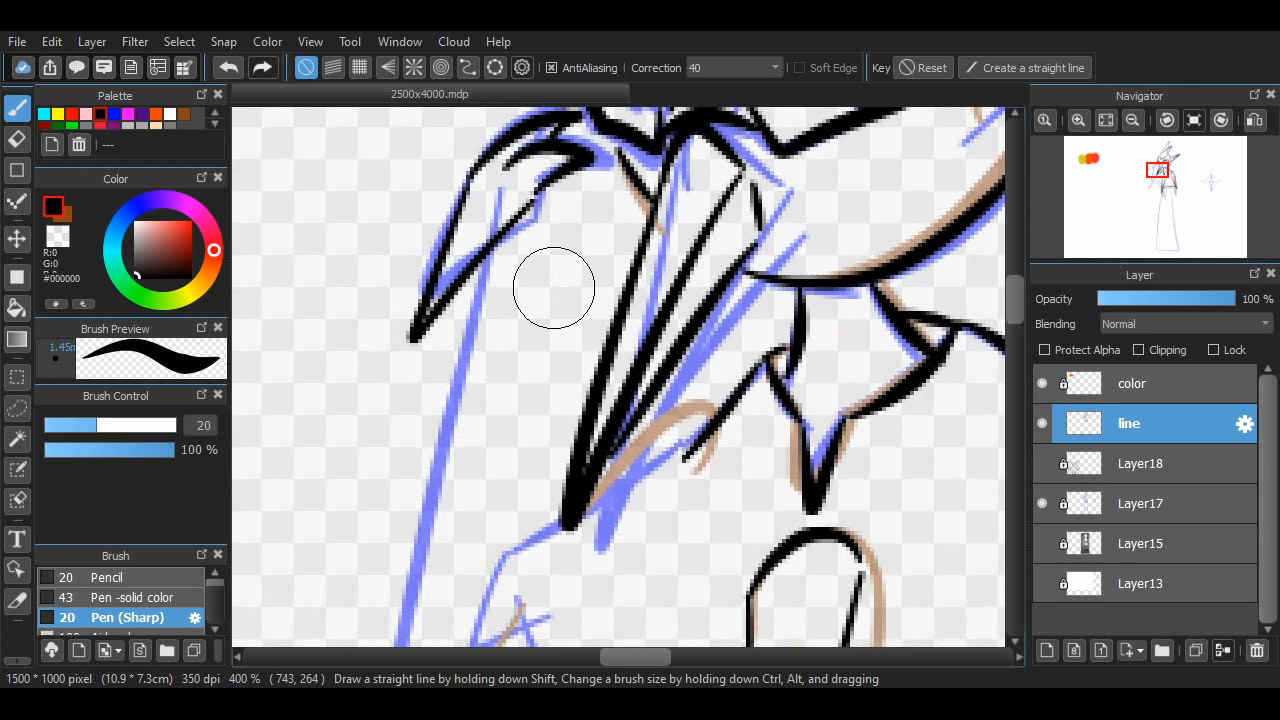 File Edit Layer Filter Select Snap Color View Tool Window Cloud Help
AntiAliasing Correction 40 Soft Edge Key Reset Create a straight line
Palette
2500x4000.mdp
Navigator
---
Color
R:0
G:0
#000000
Layer
Opacity 100 %
Blending Normal
Protect Alpha Clipping Lock
Brush Preview
color
line
Brush Control
20
100 %
Layer18
Layer17
Layer15
Layer13
Brush
20 Pencil
43 Pen -solid color
20 Pen (Sharp)
1500 * 1000 pixel (10.9 * 7.3cm) 350 dpi 400 % ( 743, 264 ) Draw a straight line by holding down Shift, Change a brush size by holding down Ctrl, Alt, and dragging